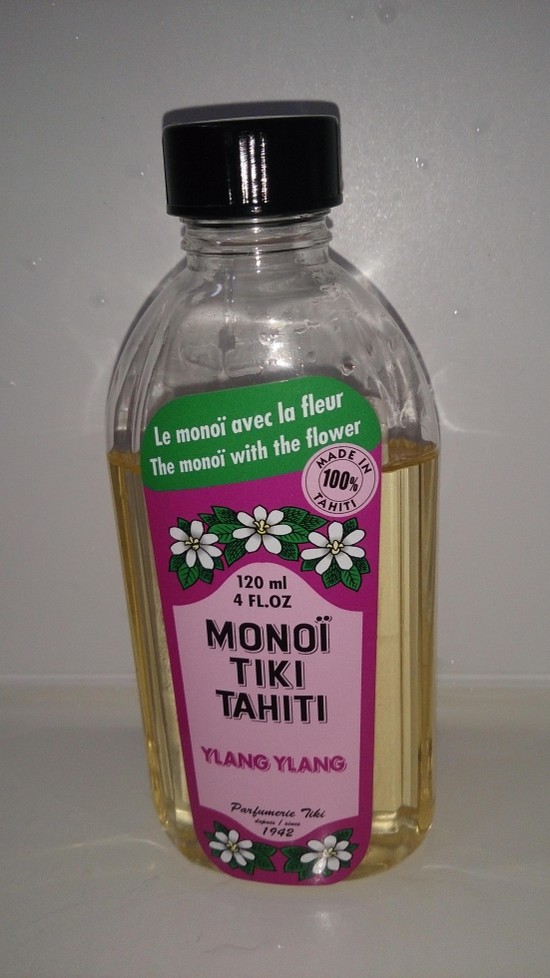 Le monoï avec la fleur
The monoï with the flower
MADE IN
100%
TAHITI
120 ml
4 FL.OZ
MONOÏ
TIKI
TAHITI
YLANG YLANG
Parfumerie Tiki
depuis / since
1942